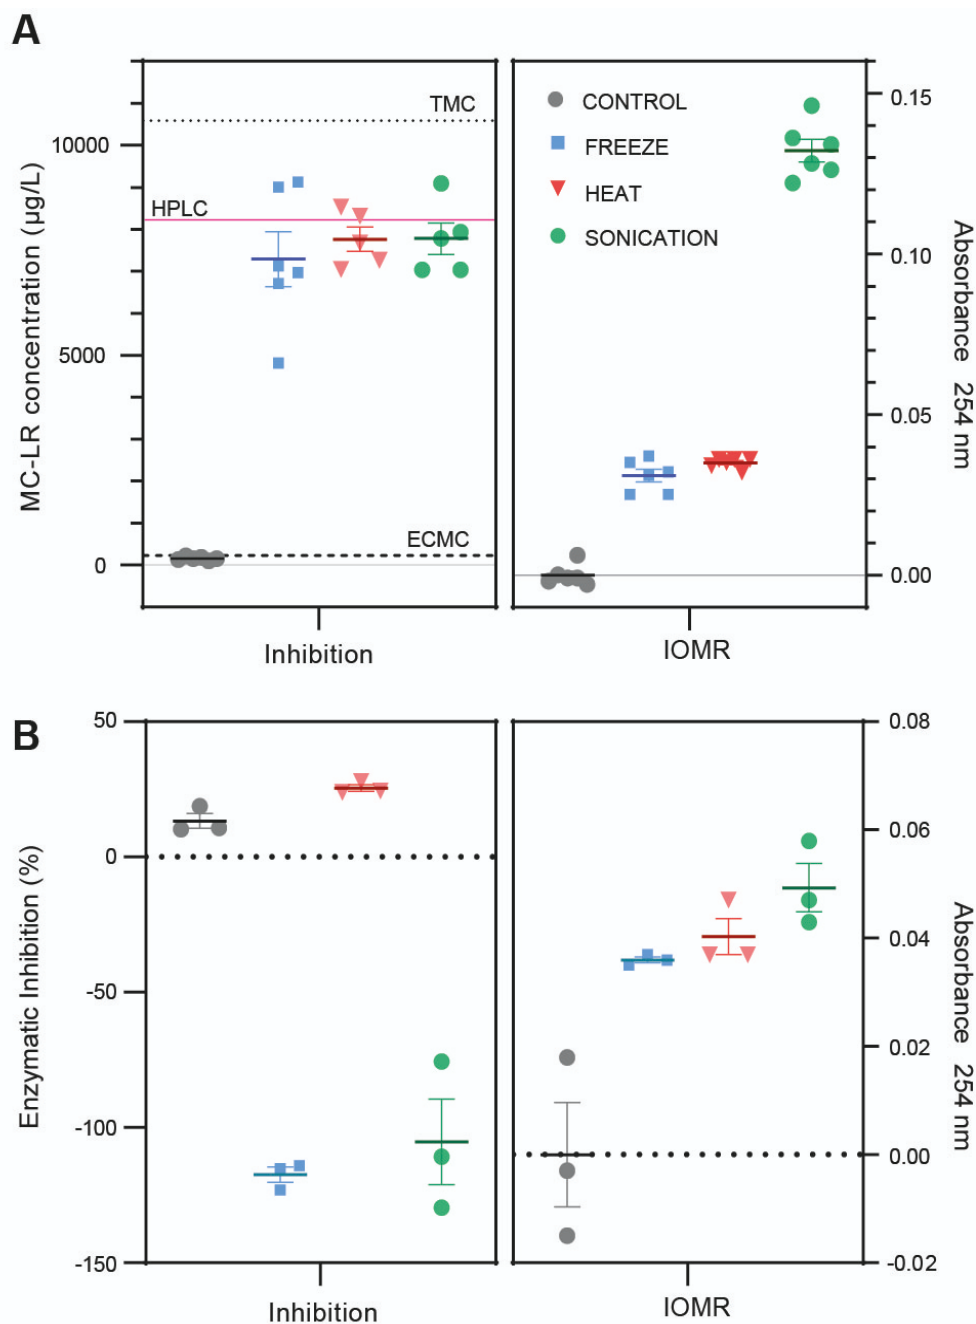 A
MC-LR concentration (µg/L)
10000
5000
0
TMC
HPLC
ECMC
Inhibition
CONTROL
FREEZE
HEAT
SONICATION
0.15
0.10
0.05
0.00
Absorbance 254 nm
IOMR
B
Enzymatic Inhibition (%)
50
0
-50
-100
-150
Inhibition
0.08
0.06
0.04
0.02
0.00
-0.02
Absorbance 254 nm
IOMR